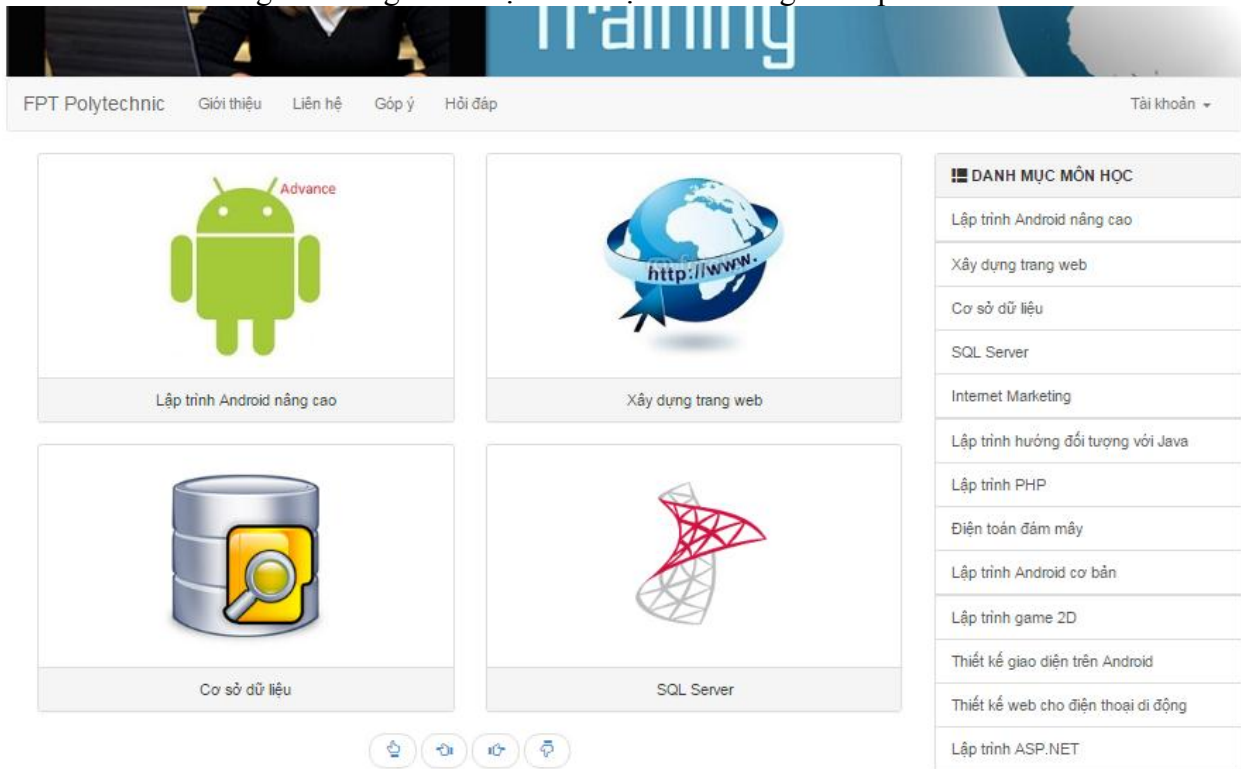 Training
FPT Polytechnic Giới thiệu Liên hệ Góp ý Hỏi đáp Tài khoản
Advance
http://www.
Lập trình Android nâng cao
Xây dựng trang web
Cơ sở dữ liệu
SQL Server
DANH MỤC MÔN HỌC
Lập trình Android nâng cao
Xây dựng trang web
Cơ sở dữ liệu
SQL Server
Internet Marketing
Lập trình hướng đối tượng với Java
Lập trình PHP
Điện toán đám mây
Lập trình Android cơ bản
Lập trình game 2D
Thiết kế giao diện trên Android
Thiết kế web cho điện thoại di động
Lập trình ASP.NET